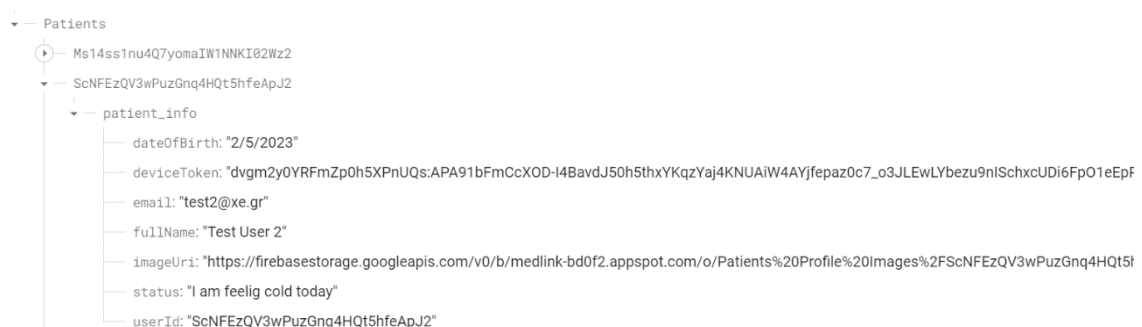 Patients
Ms14ss1nu4Q7yomaIW1NNKI02Wz2
ScNFEzQV3wPuzGnq4HQt5hfeApJ2
patient_info
dateOfBirth: "2/5/2023"
deviceToken: "dvgm2y0YRFmZp0h5XPnUQs:APA91bFmCcXOD-I4BavdJ50h5thxYKqzYaj4KNUAiW4AYjfepaz0c7_o3JLEwLYbezu9nISchxcUDi6FpO1eEpF
email: "test2@xe.gr"
fullName: "Test User 2"
imageUri: "https://firebasestorage.googleapis.com/v0/b/medlink-bd0f2.appspot.com/o/Patients%20Profile%20Images%2FScNFEzQV3wPuzGnq4HQt5h
status: "I am feelig cold today"
userId: "ScNFEzQV3wPuzGnq4HQt5hfeApJ2"